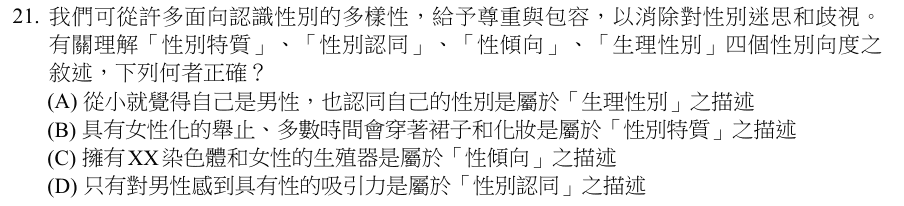 21. 我們可從許多面向認識性別的多樣性，給予尊重與包容，以消除對性別迷思和歧視。
有關理解「性別特質」、「性別認同」、「性傾向」、「生理性別」四個性別向度之
敘述，下列何者正確？
(A) 從小就覺得自己是男性，也認同自己的性別是屬於「生理性別」之描述
(B) 具有女性化的舉止、多數時間會穿著裙子和化妝是屬於「性別特質」之描述
(C) 擁有XX染色體和女性的生殖器是屬於「性傾向」之描述
(D) 只有對男性感到具有性的吸引力是屬於「性別認同」之描述